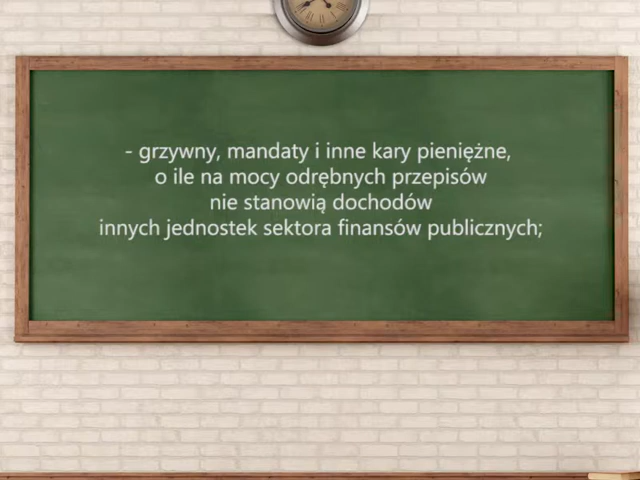 - grzywny, mandaty i inne kary pieniężne,
o ile na mocy odrębnych przepisów
nie stanowią dochodów
innych jednostek sektora finansów publicznych;